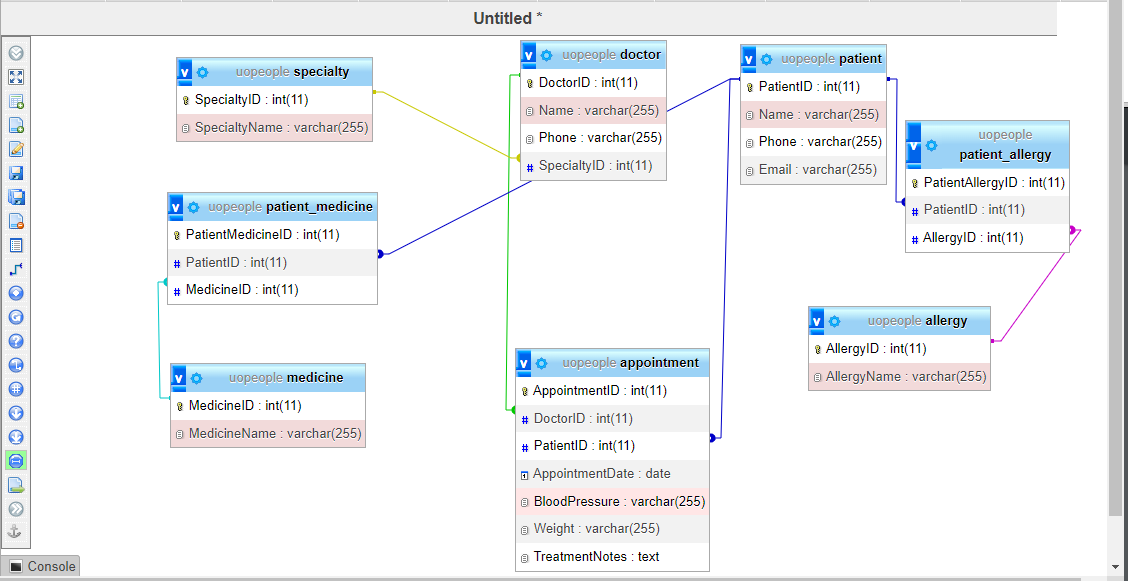 Untitled *
v uopeople specialty
SpecialtyID : int(11)
SpecialtyName : varchar(255)
v uopeople doctor
DoctorID : int(11)
Name : varchar(255)
Phone : varchar(255)
# SpecialtyID : int(11)
v uopeople patient
PatientID : int(11)
Name : varchar(255)
Phone : varchar(255)
Email : varchar(255)
v uopeople
patient_allergy
PatientAllergyID : int(11)
# PatientID : int(11)
# AllergyID : int(11)
v uopeople patient_medicine
PatientMedicineID : int(11)
# PatientID : int(11)
# MedicineID : int(11)
v uopeople allergy
AllergyID : int(11)
AllergyName : varchar(255)
v uopeople medicine
MedicineID : int(11)
MedicineName : varchar(255)
v uopeople appointment
AppointmentID : int(11)
# DoctorID : int(11)
# PatientID : int(11)
AppointmentDate : date
BloodPressure : varchar(255)
Weight : varchar(255)
TreatmentNotes : text
Console